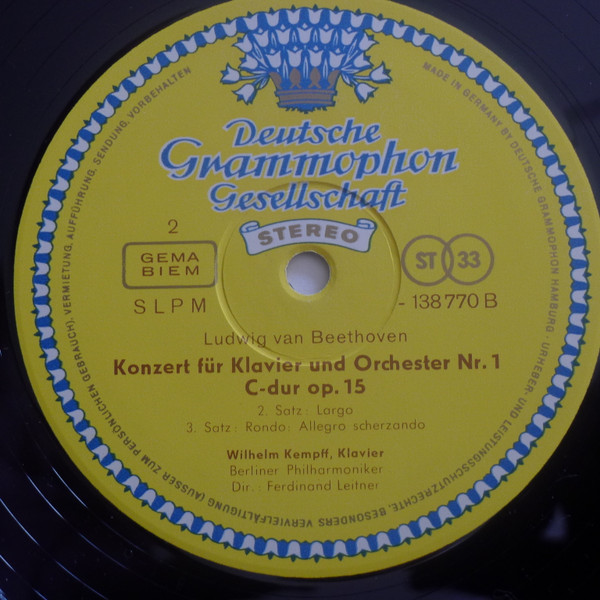 Deutsche
Grammophon
Gesellschaft
STEREO
2
GEMA
BIEM
ST 33
SLPM - 138 770 B
Ludwig van Beethoven
Konzert für Klavier und Orchester Nr. 1
C-dur op. 15
2. Satz: Largo
3. Satz: Rondo: Allegro scherzando
Wilhelm Kempff, Klavier
Berliner Philharmoniker
Dir.: Ferdinand Leitner
MADE IN GERMANY BY DEUTSCHE GRAMMOPHON HAMBURG · URHEBER- UND LEISTUNGSSCHUTZRECHTE, BESONDERS VERVIELFÄLTIGUNG (AUSSER ZUM PERSÖNLICHEN GEBRAUCH), VERMIETUNG, AUFFÜHRUNG, SENDUNG, VORBEHALTEN